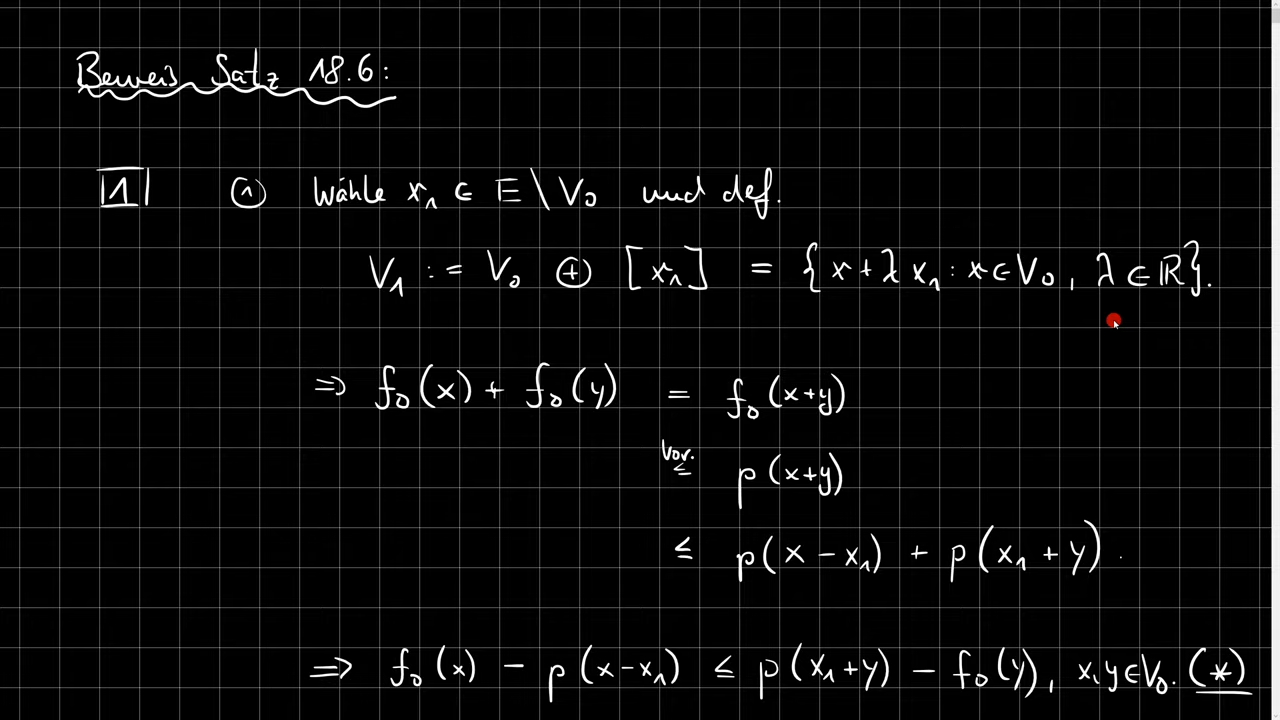 Beweis Satz 18.6:
1 ① Wähle x₁ ∈ E \ V₀ und def.
V₁ := V₀ ⊕ [x₁] = { x + λ x₁ : x ∈ V₀, λ ∈ ℝ}.
⇒ f₀(x) + f₀(y) = f₀(x+y)
Vor.
≤ p(x+y)
≤ p(x − x₁) + p(x₁ + y).
⇒ f₀(x) − p(x−x₁) ≤ p(x₁+y) − f₀(y), x,y ∈ V₀. (*)